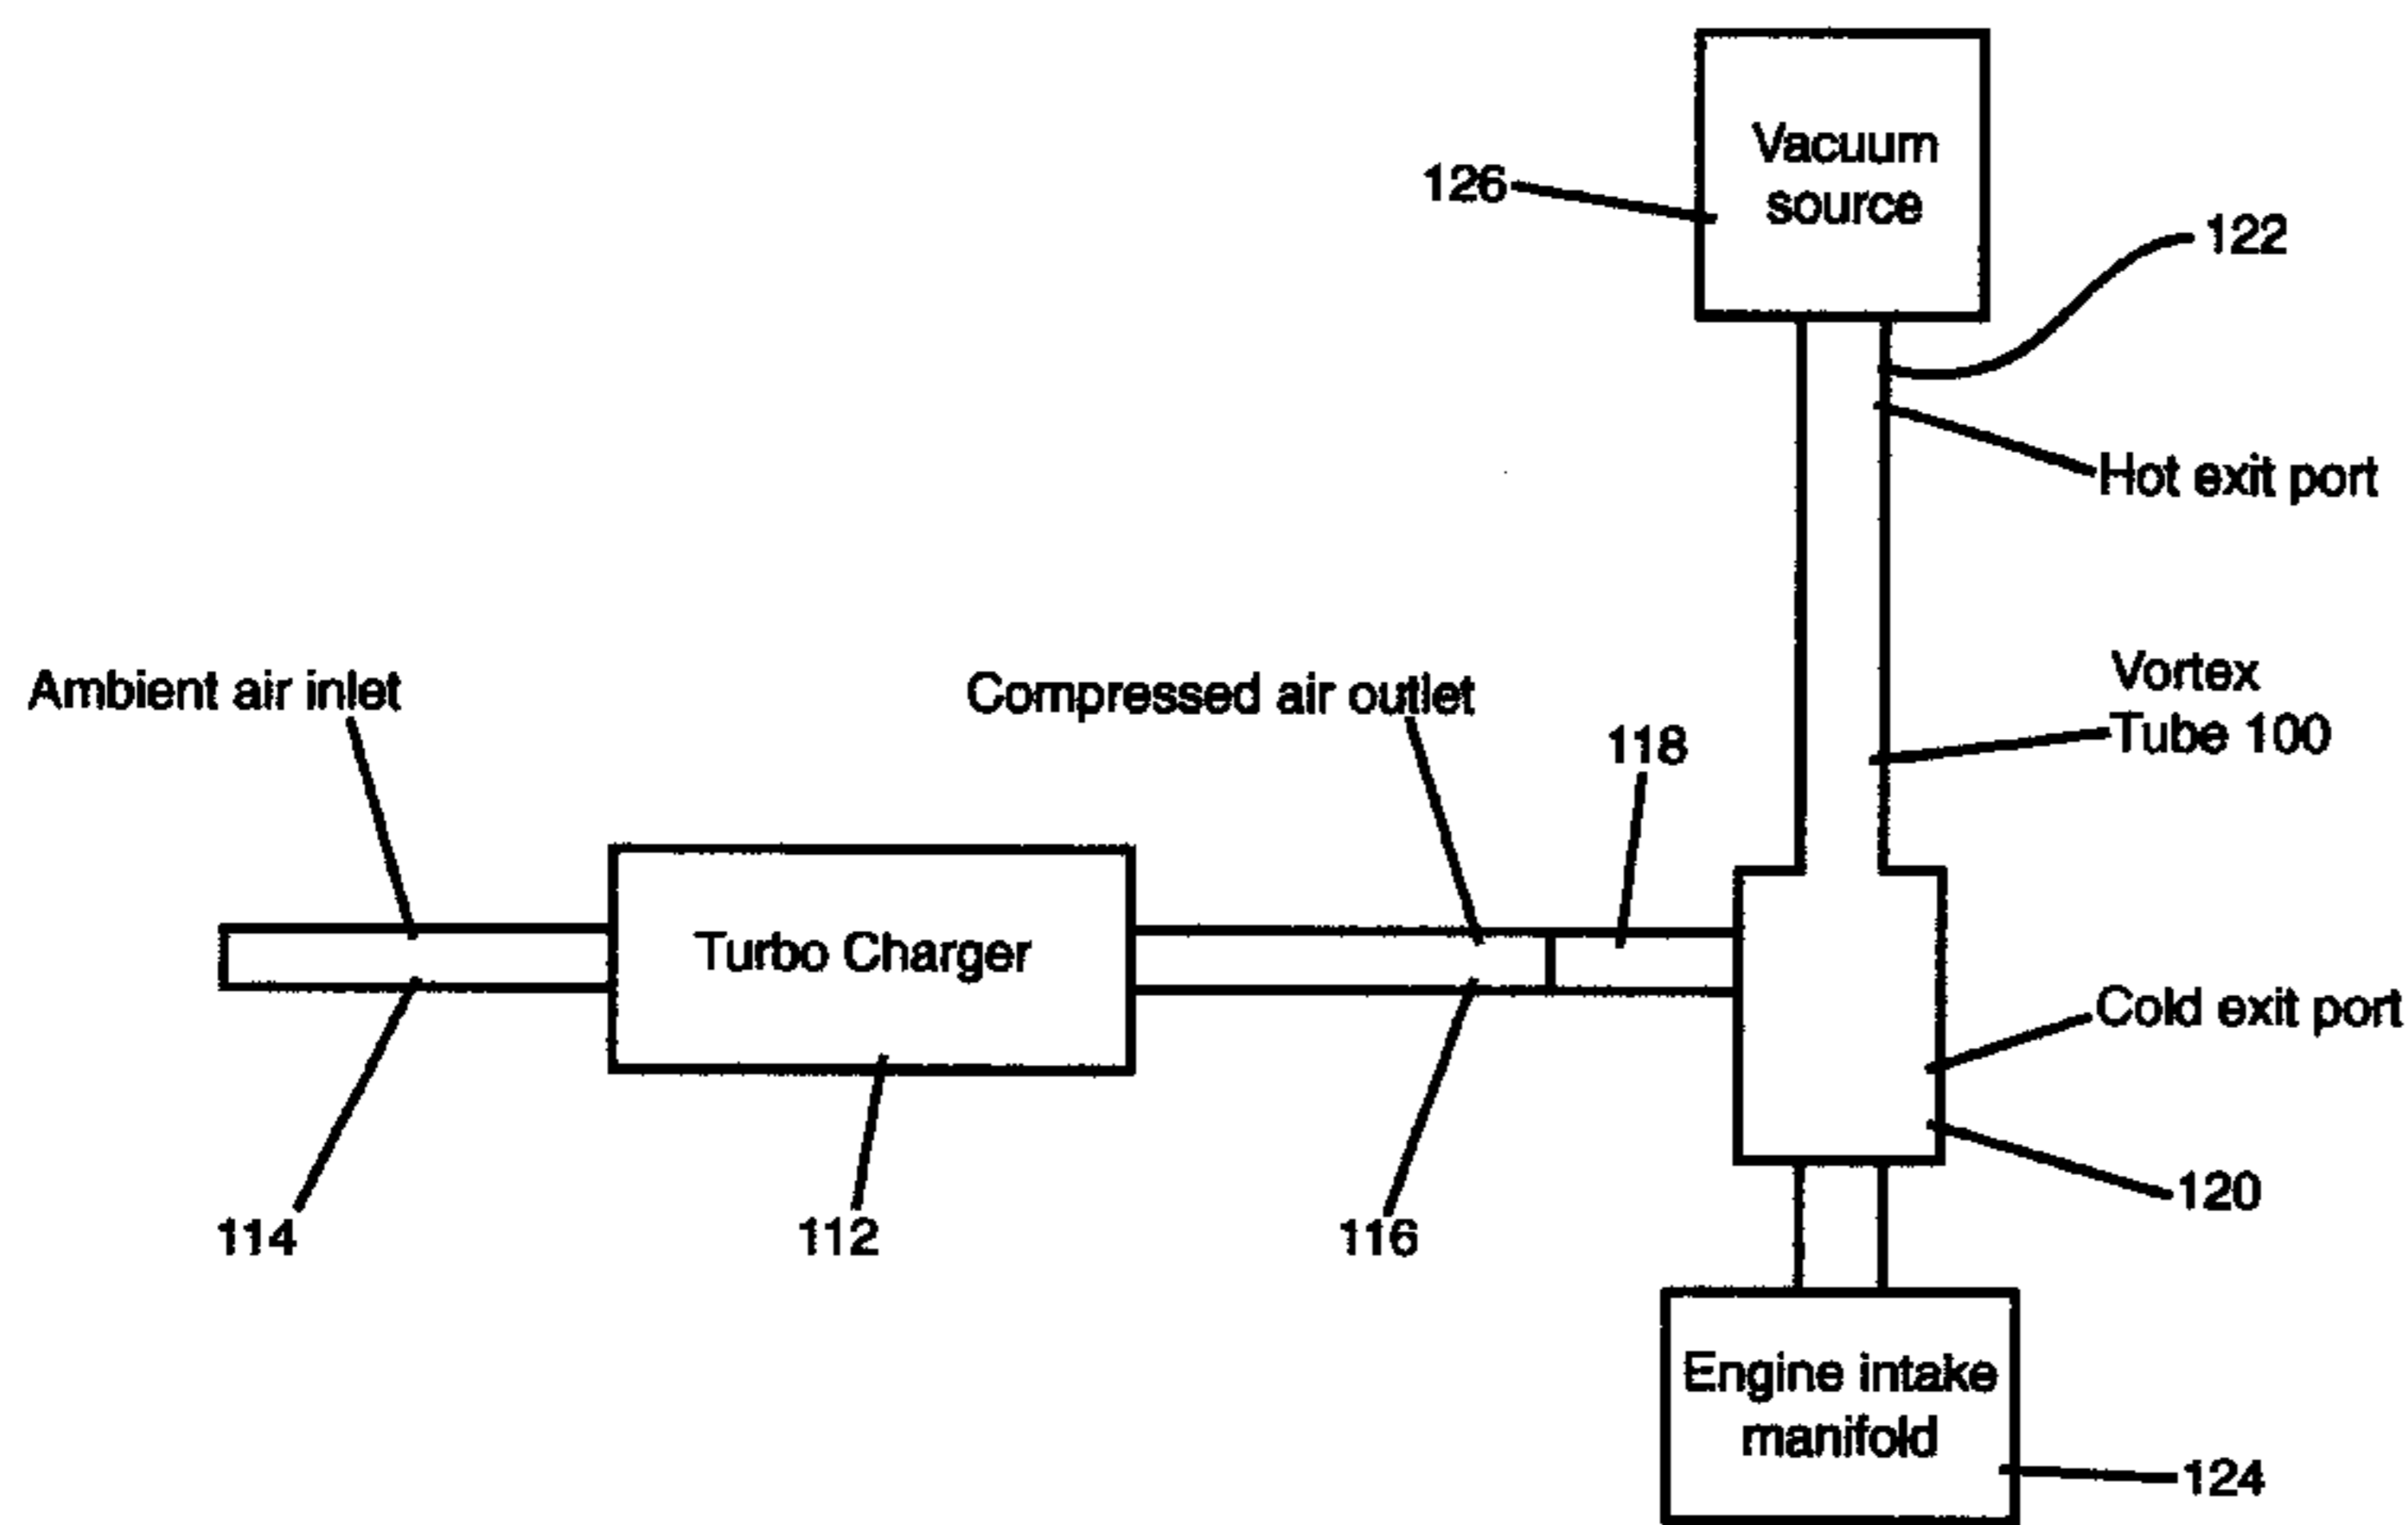 Vacuum
source
126
122
Hot exit port
Vortex
Tube 100
Ambient air inlet
Compressed air outlet
118
Turbo Charger
Cold exit port
114
112
116
120
Engine intake
manifold
124